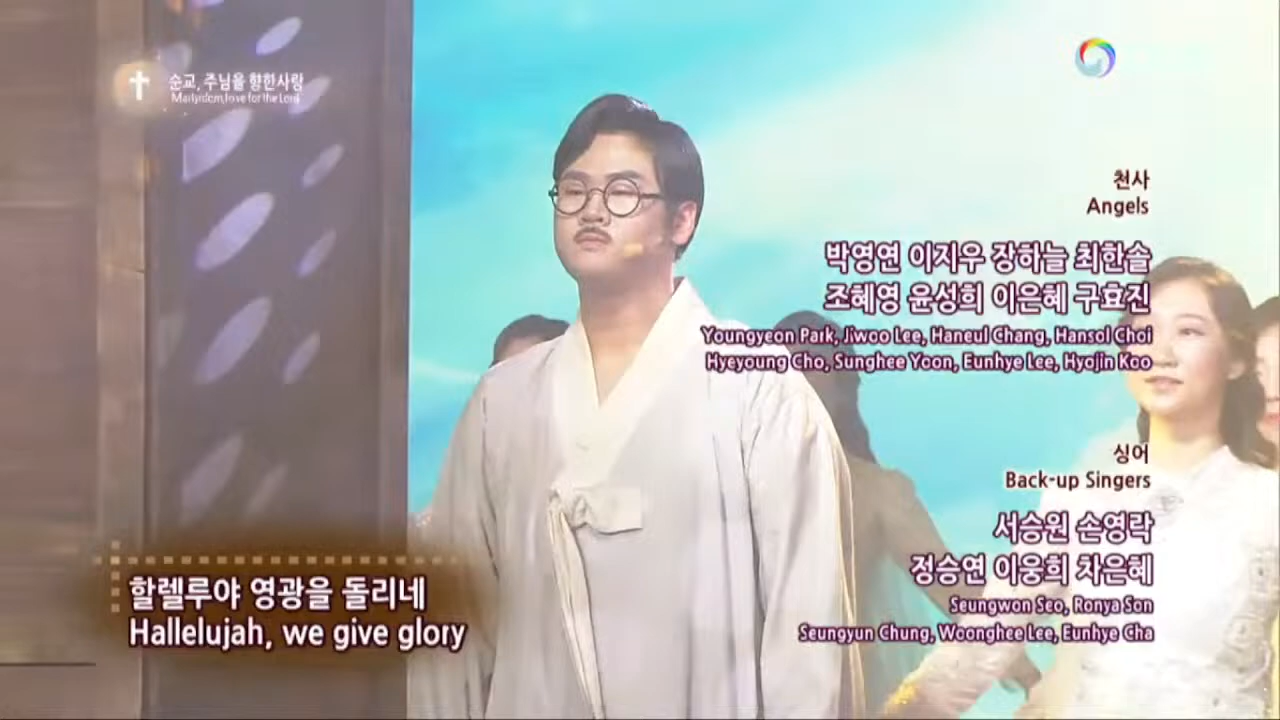 순교, 주님을 향한사랑
Martyrdom, love for the Lord
천사
Angels
박영연 이지우 장하늘 최한솔
조혜영 윤성희 이은혜 구효진
Youngyeon Park, Jiwoo Lee, Haneul Chang, Hansol Choi
Hyeyoung Cho, Sunghee Yoon, Eunhye Lee, Hyojin Koo
싱어
Back-up Singers
서승원 손영락
정승연 이웅희 차은혜
Seungwon Seo, Ronya Son
Seungyun Chung, Woonghee Lee, Eunhye Cha
할렐루야 영광을 돌리네
Hallelujah, we give glory